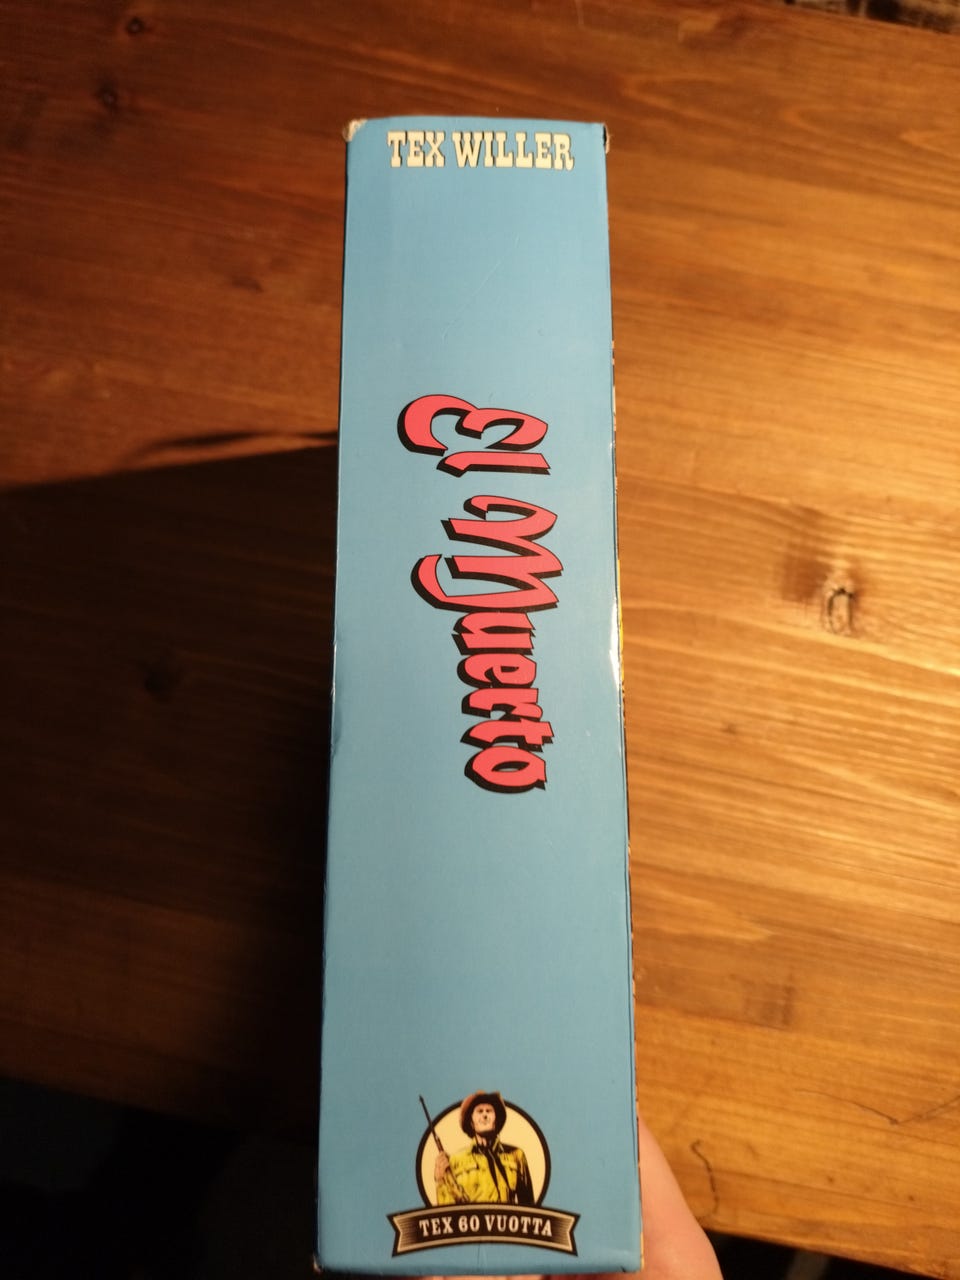 TEX WILLER
El Muerto
TEX 60 VUOTTA